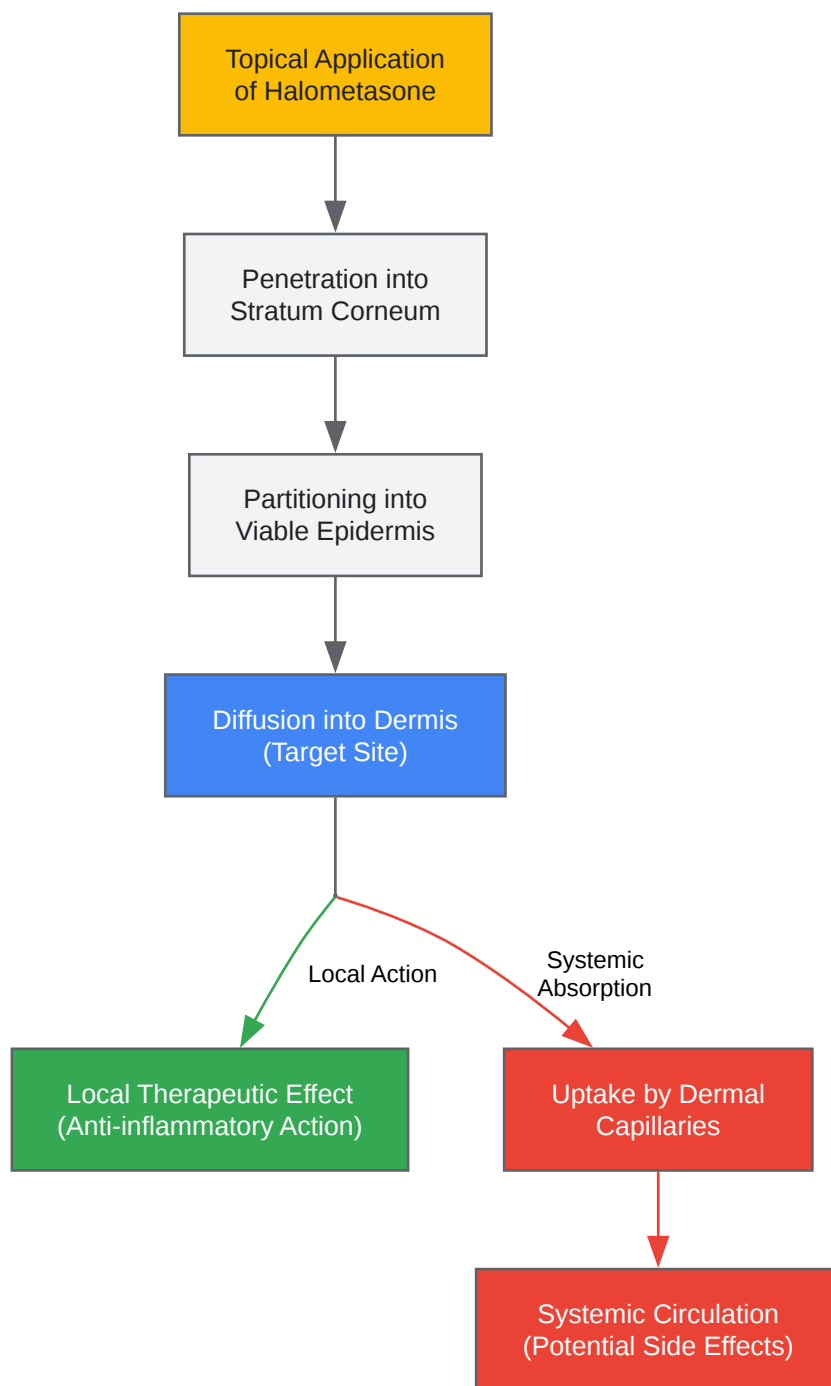 Topical Application
of Halometasone
Penetration into
Stratum Corneum
Partitioning into
Viable Epidermis
Diffusion into Dermis
(Target Site)
Local Action
Systemic
Absorption
Local Therapeutic Effect
(Anti-inflammatory Action)
Uptake by Dermal
Capillaries
Systemic Circulation
(Potential Side Effects)